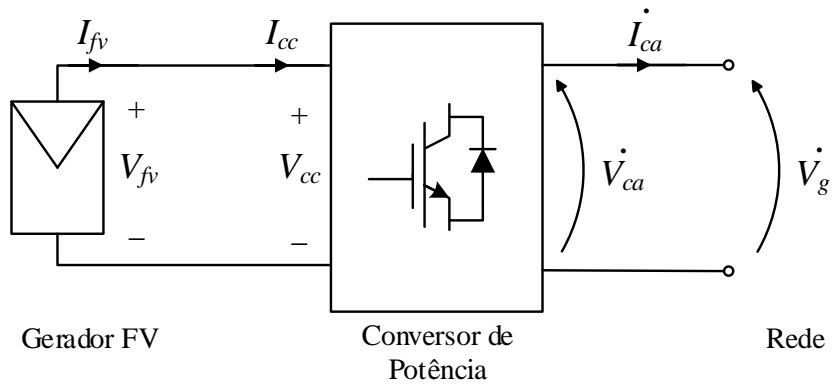 I_fv
I_cc
İ_ca
+
V_fv
−
+
V_cc
−
V̇_ca
V̇_g
Gerador FV
Conversor de
Potência
Rede